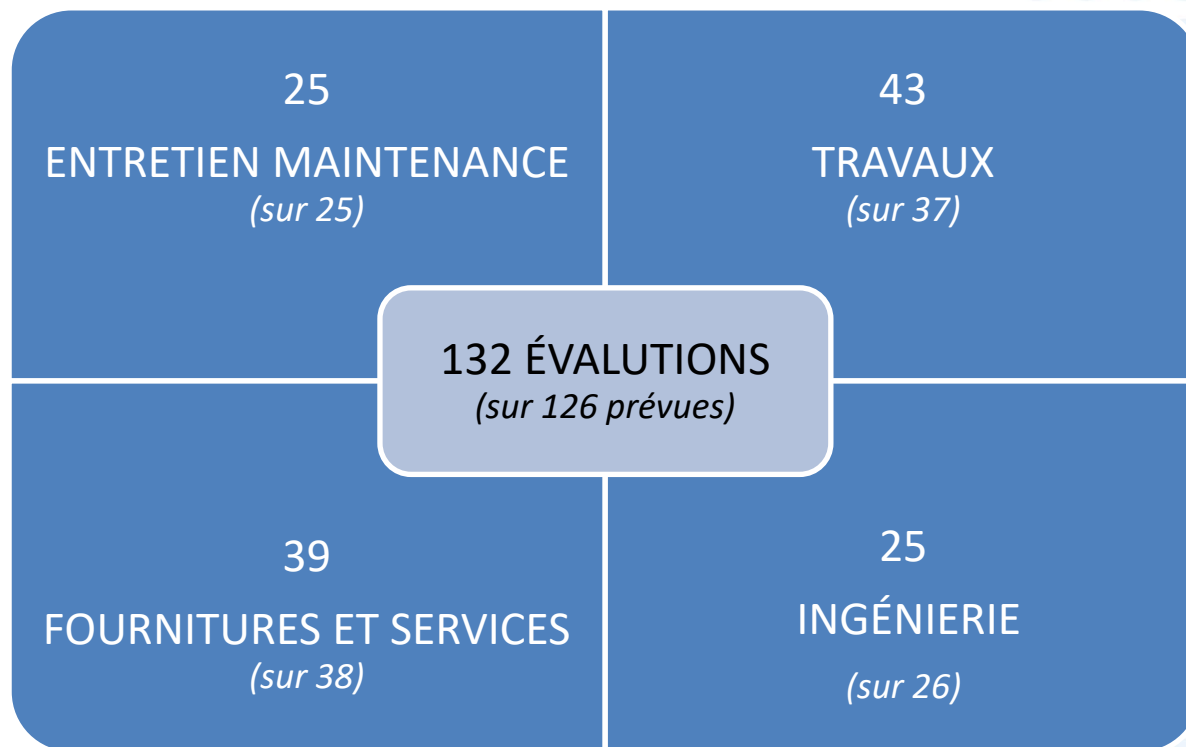 25
ENTRETIEN MAINTENANCE
(sur 25)
43
TRAVAUX
(sur 37)
132 ÉVALUTIONS
(sur 126 prévues)
39
FOURNITURES ET SERVICES
(sur 38)
25
INGÉNIERIE
(sur 26)